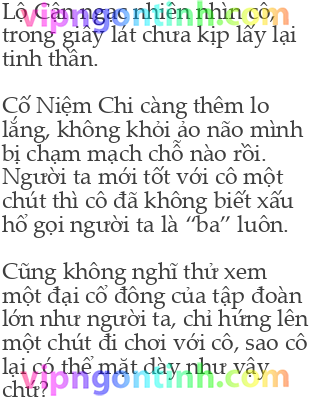 Lộ Cận ngạc nhiên nhìn cô,
trong giây lát chưa kịp lấy lại
tinh thần.
Cố Niệm Chi càng thêm lo
lắng, không khỏi ảo não mình
bị chạm mạch chỗ nào rồi.
Người ta mới tốt với cô một
chút thì cô đã không biết xấu
hổ gọi người ta là “ba” luôn.
Cũng không nghĩ thử xem
một đại cổ đông của tập đoàn
lớn như người ta, chỉ hứng lên
một chút đi chơi với cô, sao cô
lại có thể mặt dày như vậy
chứ?
vipngontinh.com
vipngontinh.com